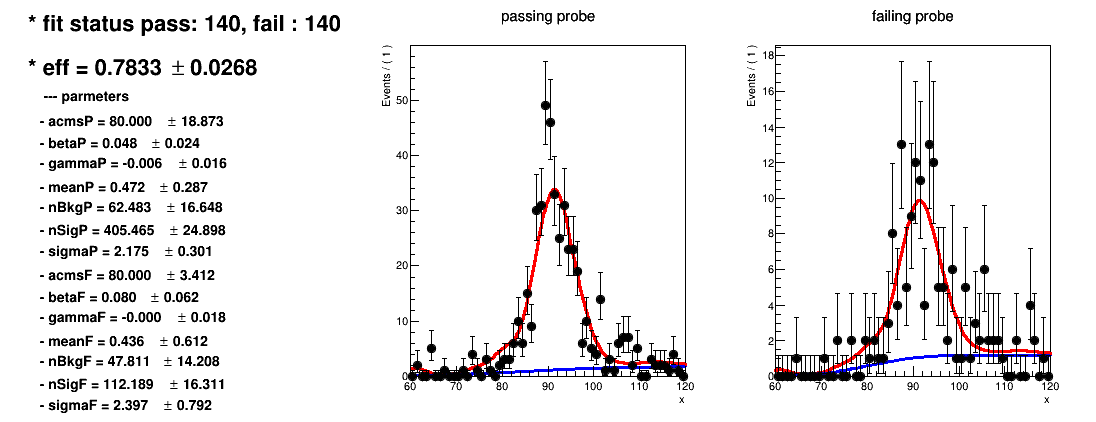 * fit status pass: 140, fail : 140
* eff = 0.7833 ± 0.0268
--- parmeters
- acmsP = 80.000 ± 18.873
- betaP = 0.048 ± 0.024
- gammaP = -0.006 ± 0.016
- meanP = 0.472 ± 0.287
- nBkgP = 62.483 ± 16.648
- nSigP = 405.465 ± 24.898
- sigmaP = 2.175 ± 0.301
- acmsF = 80.000 ± 3.412
- betaF = 0.080 ± 0.062
- gammaF = -0.000 ± 0.018
- meanF = 0.436 ± 0.612
- nBkgF = 47.811 ± 14.208
- nSigF = 112.189 ± 16.311
- sigmaF = 2.397 ± 0.792
passing probe
Events / ( 1 )
50
40
30
20
10
0
60 70 80 90 100 110 120
x
failing probe
Events / ( 1 )
18
16
14
12
10
8
6
4
2
0
60 70 80 90 100 110 120
x